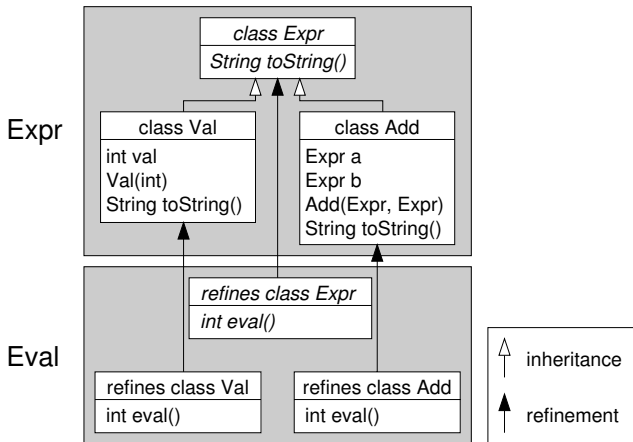 class Expr
String toString()
Expr
class Val
int val
Val(int)
String toString()
class Add
Expr a
Expr b
Add(Expr, Expr)
String toString()
Eval
refines class Expr
int eval()
refines class Val
int eval()
refines class Add
int eval()
inheritance
refinement